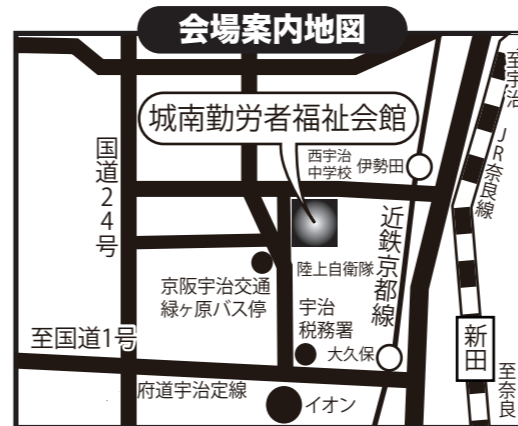 会場案内地図
至宇治
JR奈良線
城南勤労者福祉会館
西宇治
中学校
伊勢田
国道24号
近鉄京都線
陸上自衛隊
京阪宇治交通
緑ヶ原バス停
宇治
税務署
至国道1号
大久保
新田
至奈良
府道宇治定線
イオン